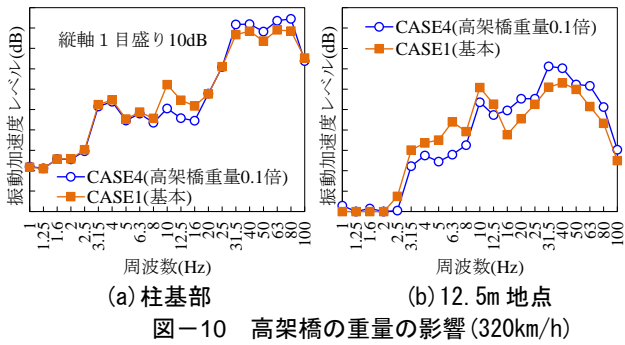 縦軸1目盛り10dB
CASE4(高架橋重量0.1倍)
CASE1(基本)
振動加速度レベル(dB)
1 1.25 1.6 2 2.5 3.15 4 5 6.3 8 10 12.5 16 20 25 31.5 40 50 63 80 100
周波数(Hz)
(a)柱基部
CASE4(高架橋重量0.1倍)
CASE1(基本)
振動加速度レベル(dB)
1 1.25 1.6 2 2.5 3.15 4 5 6.3 8 10 12.5 16 20 25 31.5 40 50 63 80 100
周波数(Hz)
(b)12.5m地点
図－10 高架橋の重量の影響(320km/h)